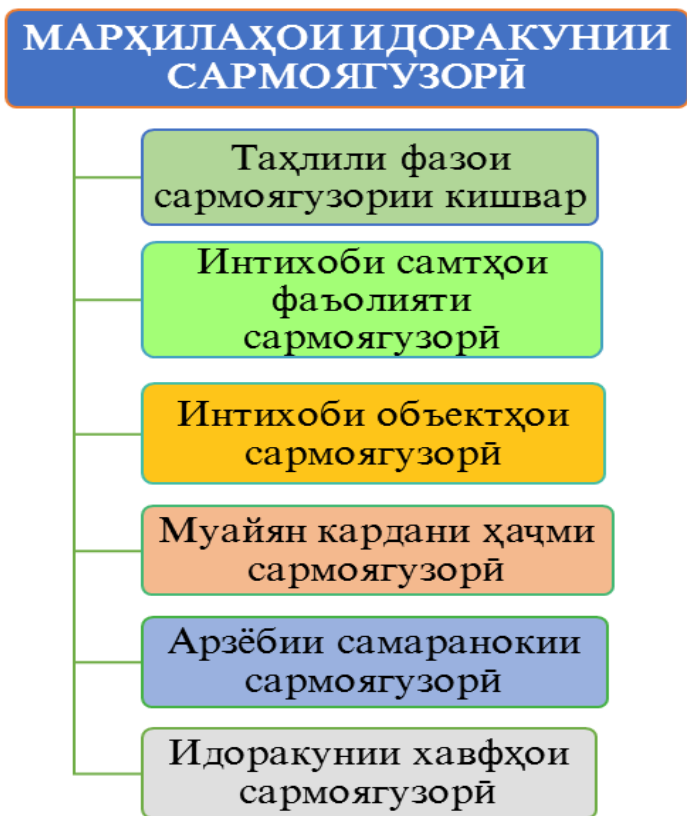 МАРҲИЛАҲОИ ИДОРАКУНИИ
САРМОЯГУЗОРӢ
Таҳлили фазои
сармоягузории кишвар
Интихоби самтҳои
фаъолияти
сармоягузорӣ
Интихоби объектҳои
сармоягузорӣ
Муайян кардани ҳаҷми
сармоягузорӣ
Арзёбии самаранокии
сармоягузорӣ
Идоракунии хавфҳои
сармоягузорӣ